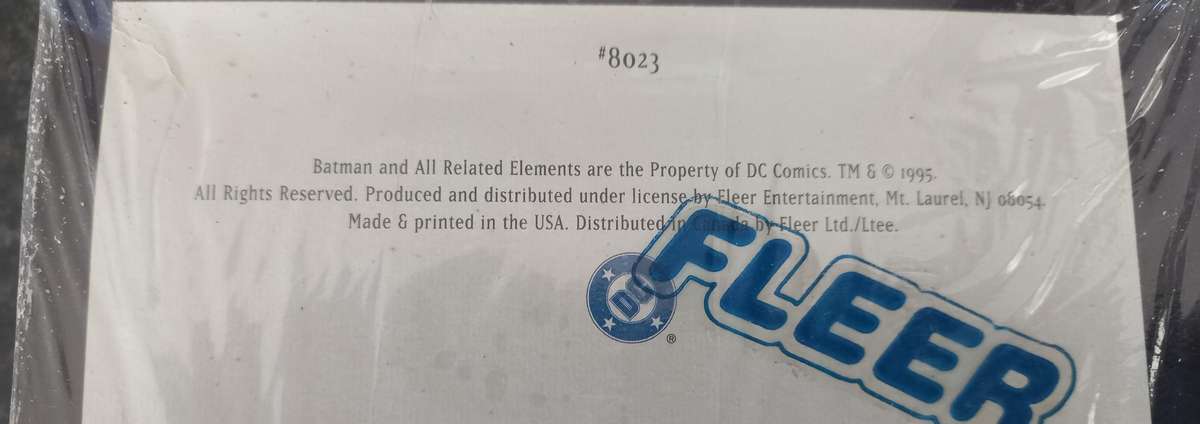 #8023
Batman and All Related Elements are the Property of DC Comics. TM & © 1995.
All Rights Reserved. Produced and distributed under license by Fleer Entertainment, Mt. Laurel, NJ 08054.
Made & printed in the USA. Distributed in Canada by Fleer Ltd./Ltee.
DC
®
FLEER